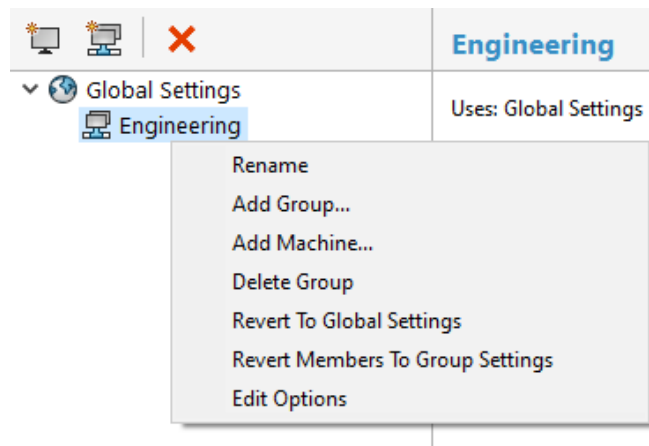 Engineering
Global Settings
Engineering
Uses: Global Settings
Rename
Add Group...
Add Machine...
Delete Group
Revert To Global Settings
Revert Members To Group Settings
Edit Options